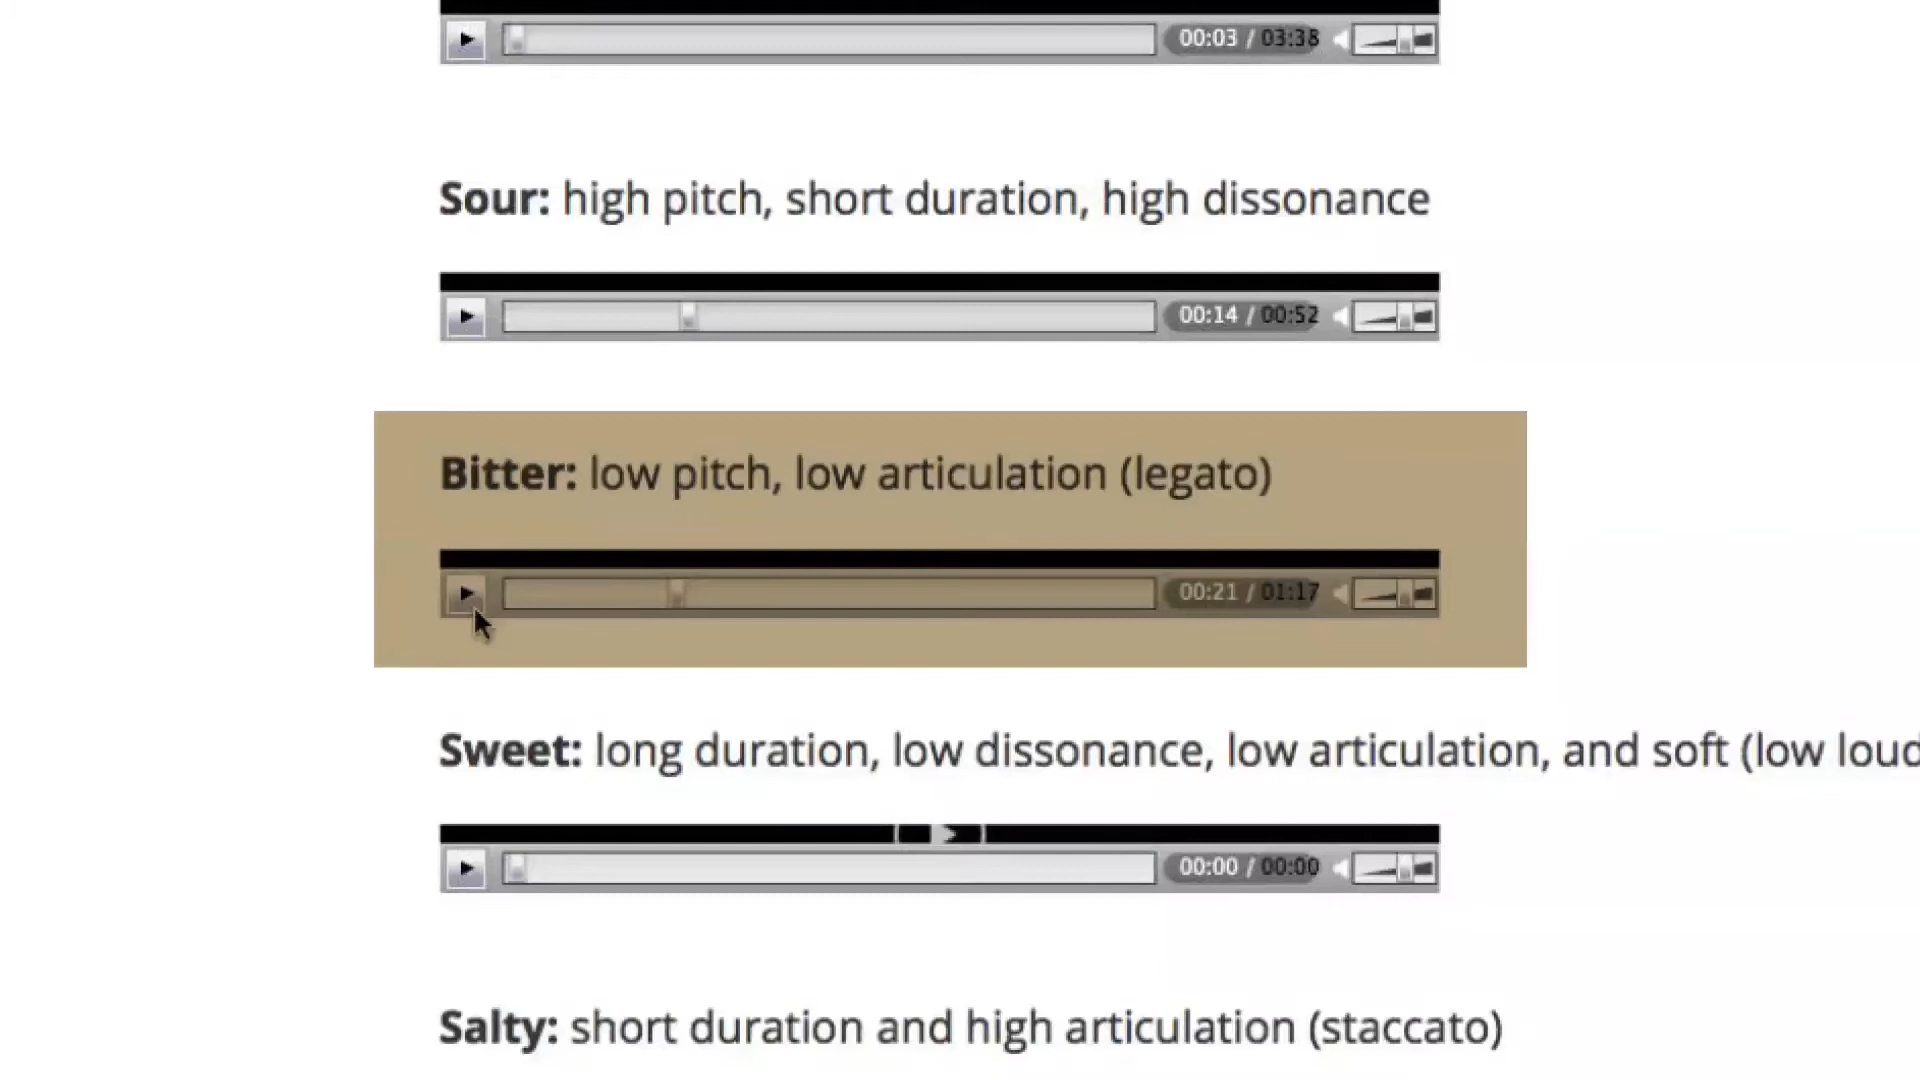 00:03 / 03:38
Sour: high pitch, short duration, high dissonance
00:14 / 00:52
Bitter: low pitch, low articulation (legato)
00:21 / 01:17
Sweet: long duration, low dissonance, low articulation, and soft (low loud
00:00 / 00:00
Salty: short duration and high articulation (staccato)